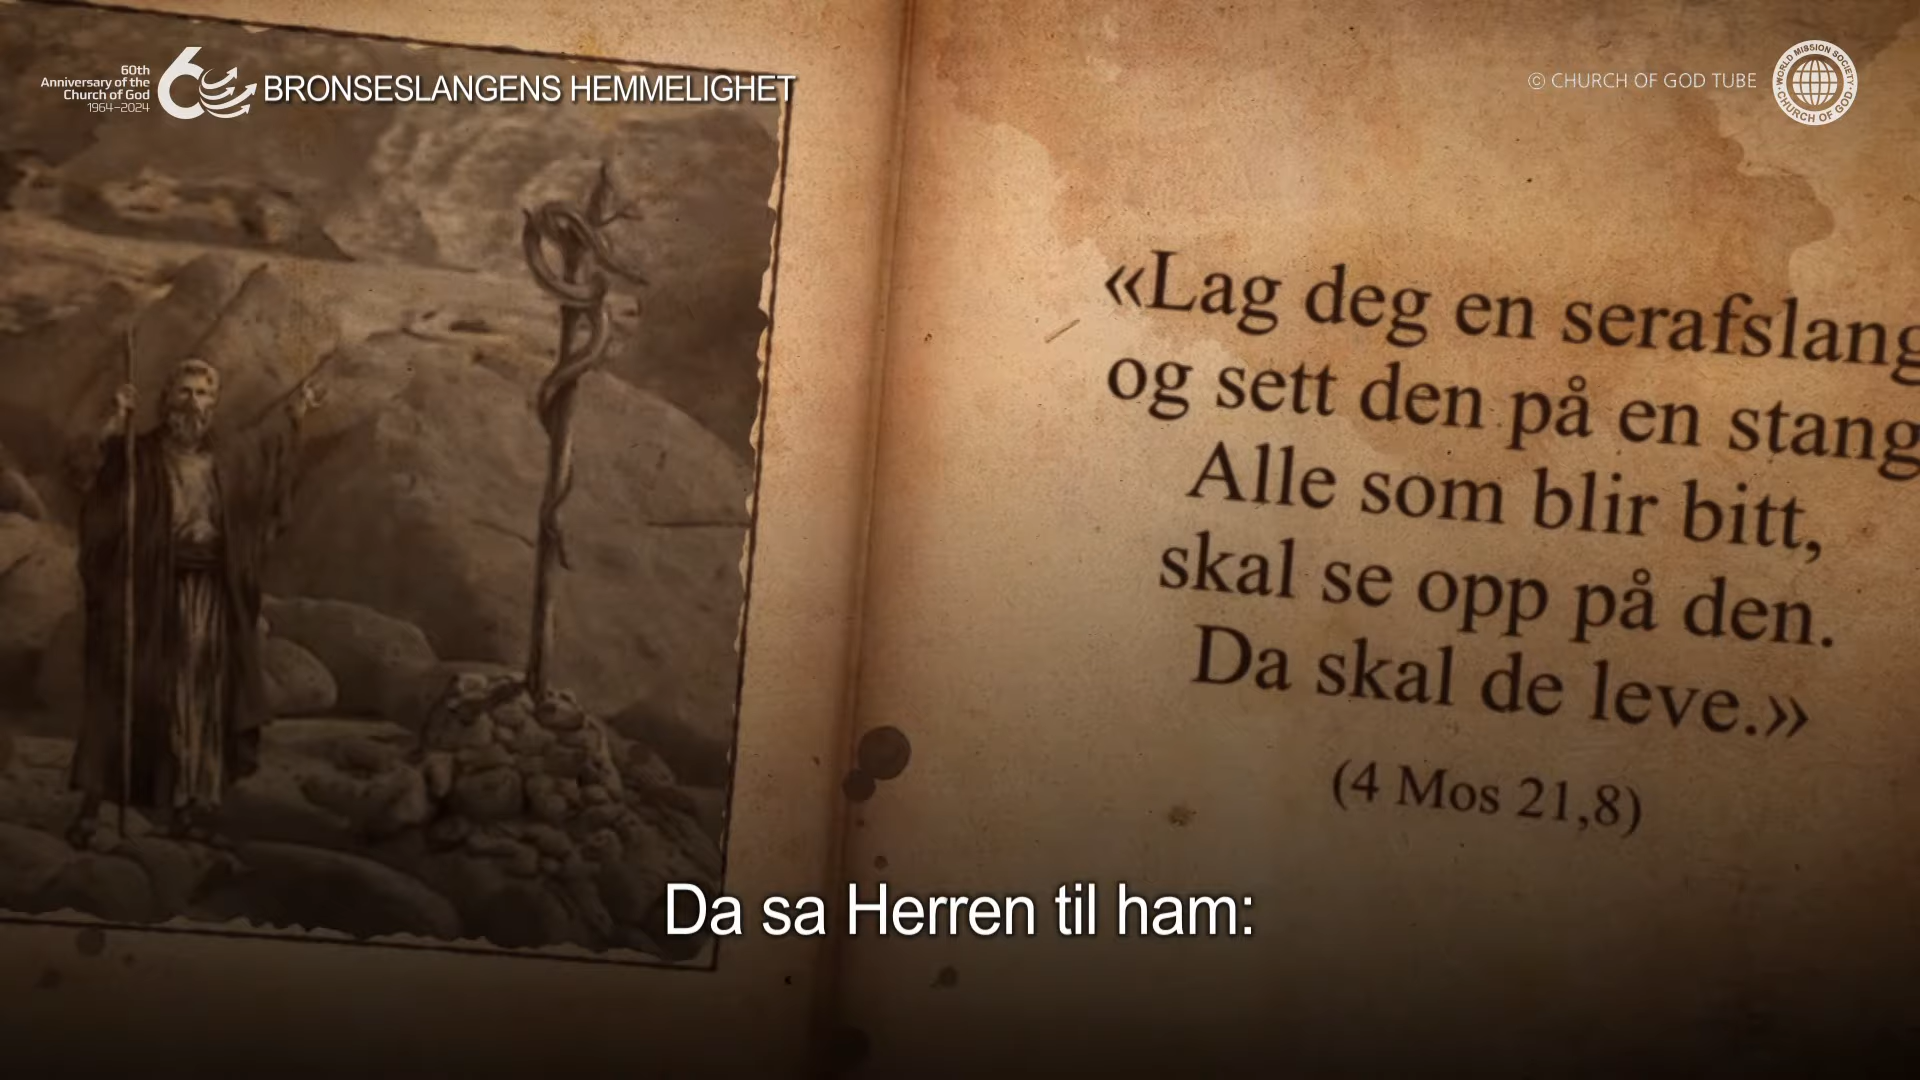 60th
Anniversary of the
Church of God
1964–2024
BRONSESLANGENS HEMMELIGHET
© CHURCH OF GOD TUBE
WORLD MISSION SOCIETY
CHURCH OF GOD
«Lag deg en serafslang
og sett den på en stang
Alle som blir bitt,
skal se opp på den.
Da skal de leve.»
(4 Mos 21,8)
Da sa Herren til ham: